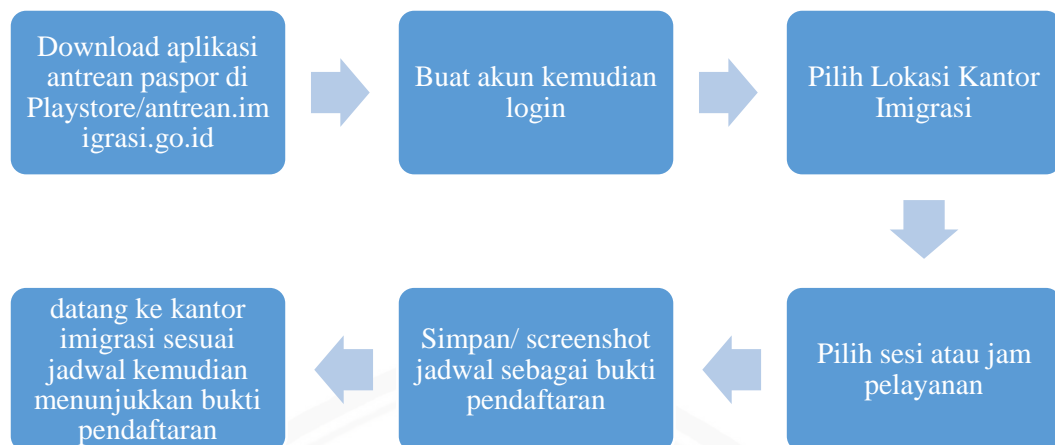 Download aplikasi
antrean paspor di
Playstore/antrean.im
igrasi.go.id
Buat akun kemudian
login
Pilih Lokasi Kantor
Imigrasi
Pilih sesi atau jam
pelayanan
Simpan/ screenshot
jadwal sebagai bukti
pendaftaran
datang ke kantor
imigrasi sesuai
jadwal kemudian
menunjukkan bukti
pendaftaran